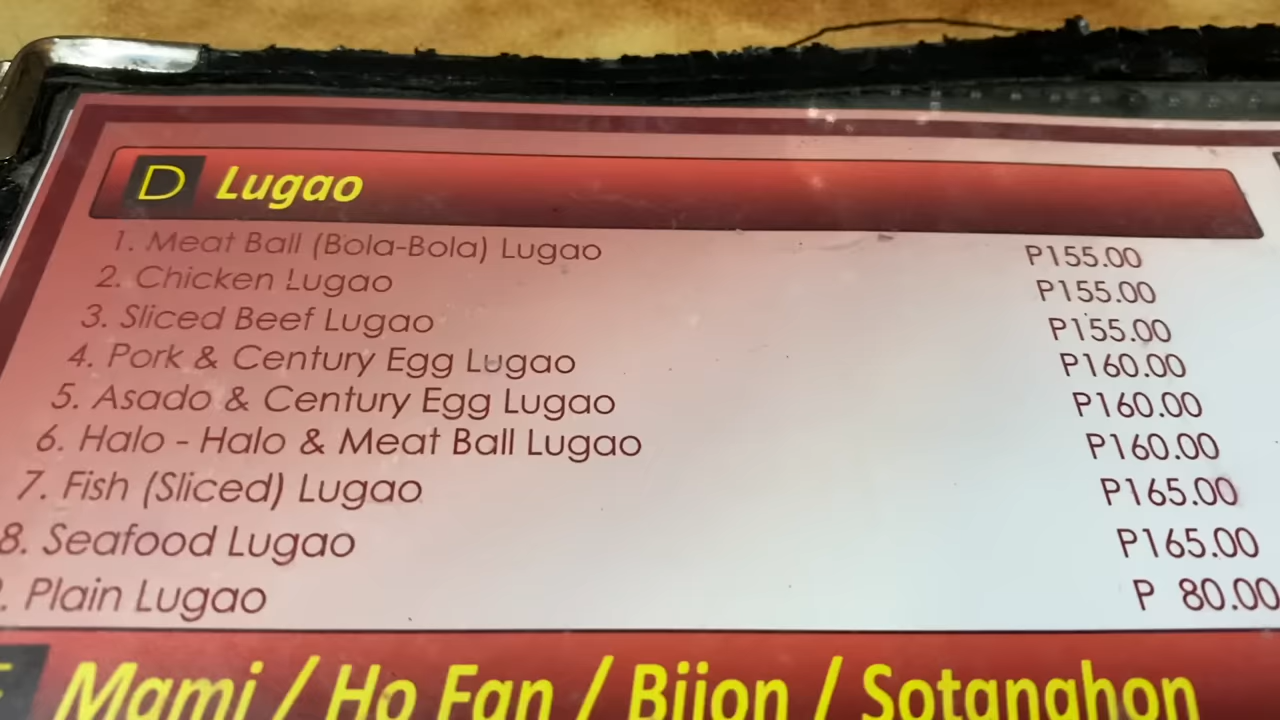 D Lugao
1. Meat Ball (Bola-Bola) Lugao P155.00
2. Chicken Lugao P155.00
3. Sliced Beef Lugao P155.00
4. Pork & Century Egg Lugao P160.00
5. Asado & Century Egg Lugao P160.00
6. Halo - Halo & Meat Ball Lugao P160.00
7. Fish (Sliced) Lugao P165.00
8. Seafood Lugao P165.00
. Plain Lugao P 80.00
Mami / Ho Fan / Bijon / Sotanghon